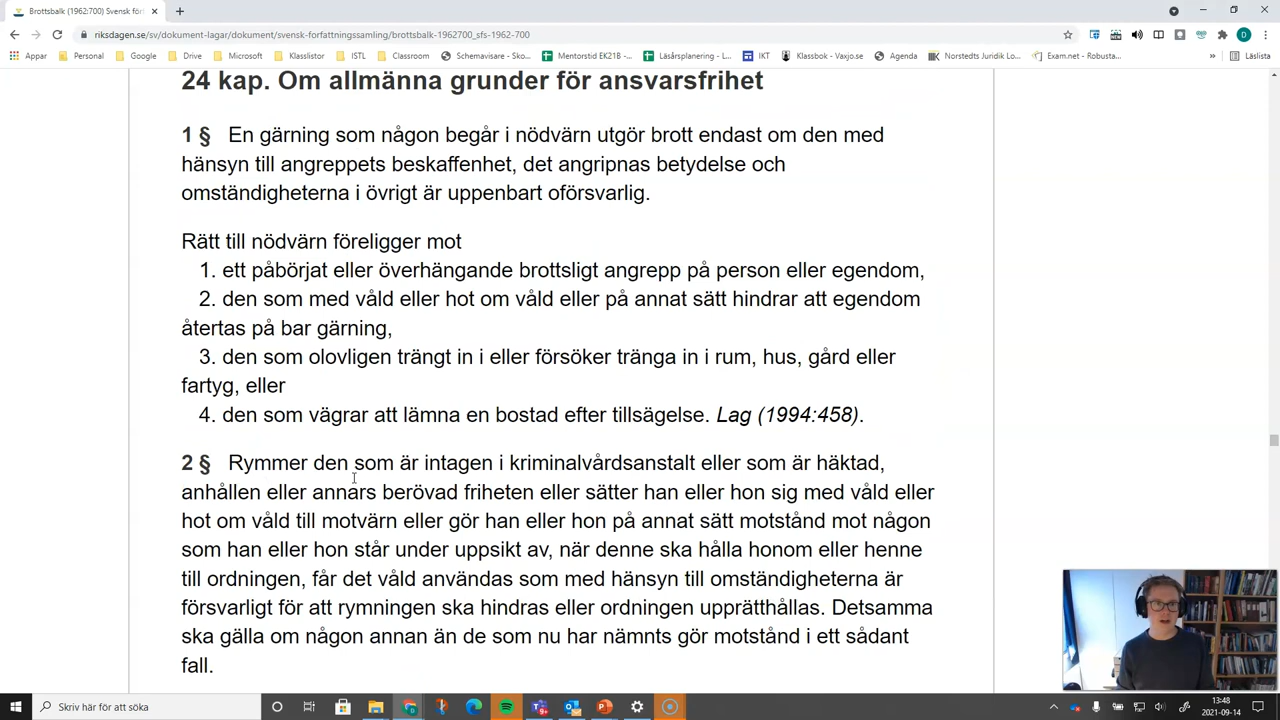 Brottsbalk (1962:700) Svensk förf
riksdagen.se/sv/dokument-lagar/dokument/svensk-forfattningssamling/brottsbalk-1962700_sfs-1962-700
Appar Personal Google Drive Microsoft Klasslistor ISTL Classroom Schemavisare - Sko... Mentorstid EK21B -... Läsårsplanering - L... IKT Klassbok - Vaxjo.se Agenda Norstedts Juridik Lo... Exam.net - Robusta... » Läslista
24 kap. Om allmänna grunder för ansvarsfrihet
1 § En gärning som någon begår i nödvärn utgör brott endast om den med
hänsyn till angreppets beskaffenhet, det angripnas betydelse och
omständigheterna i övrigt är uppenbart oförsvarlig.
Rätt till nödvärn föreligger mot
1. ett påbörjat eller överhängande brottsligt angrepp på person eller egendom,
2. den som med våld eller hot om våld eller på annat sätt hindrar att egendom
återtas på bar gärning,
3. den som olovligen trängt in i eller försöker tränga in i rum, hus, gård eller
fartyg, eller
4. den som vägrar att lämna en bostad efter tillsägelse. Lag (1994:458).
2 § Rymmer den som är intagen i kriminalvårdsanstalt eller som är häktad,
anhållen eller annars berövad friheten eller sätter han eller hon sig med våld eller
hot om våld till motvärn eller gör han eller hon på annat sätt motstånd mot någon
som han eller hon står under uppsikt av, när denne ska hålla honom eller henne
till ordningen, får det våld användas som med hänsyn till omständigheterna är
försvarligt för att rymningen ska hindras eller ordningen upprätthållas. Detsamma
ska gälla om någon annan än de som nu har nämnts gör motstånd i ett sådant
fall.
Skriv här för att söka
13:48
2021-09-14